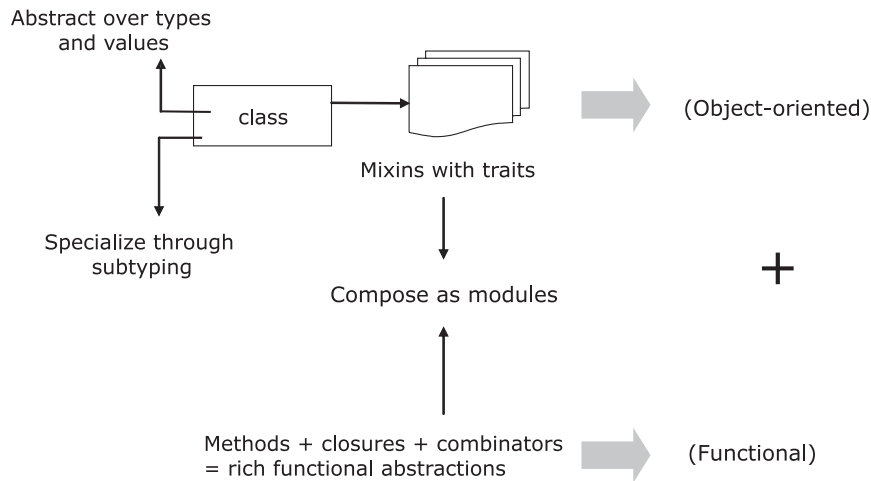 Abstract over types
and values
class
(Object-oriented)
Mixins with traits
Specialize through
subtyping
+
Compose as modules
Methods + closures + combinators
= rich functional abstractions
(Functional)